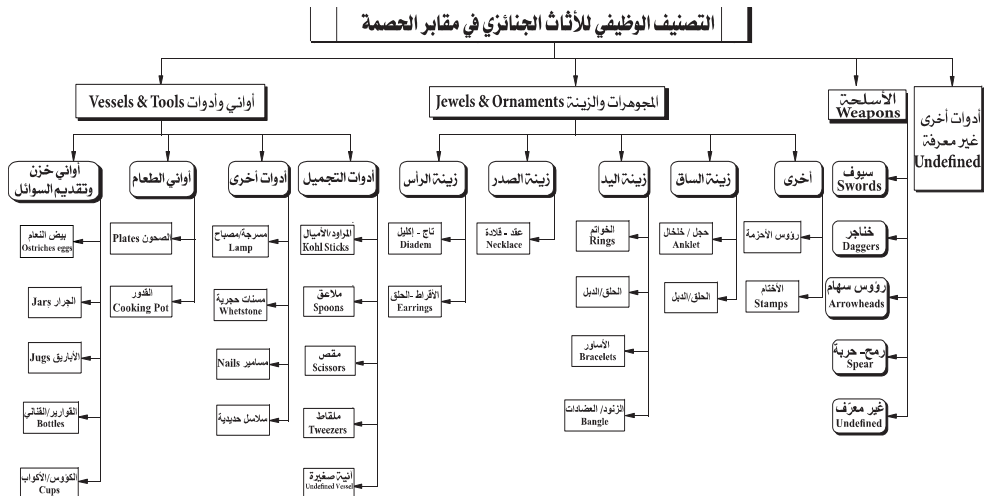 التصنيف الوظيفي للأثاث الجنائزي في مقابر الحصمة
أدوات أخرى
غير معرفة
Undefined
الأسلحة
Weapons
سيوف
Swords
خناجر
Daggers
رؤوس سهام
Arrowheads
رمح- حربة
Spear
غير معرّف
Undefined
المجوهرات والزينة Jewels & Ornaments
أخرى
رؤوس الأحزمة
الأختام
Stamps
زينة الساق
حجل / خلخال
Anklet
الحلق/الدبل
زينة اليد
الخواتم
Rings
الحلق/الدبل
الأساور
Bracelets
الزنود/ العضادات
Bangle
زينة الصدر
عقد - قلادة
Necklace
زينة الرأس
تاج - إكليل
Diadem
الأقراط -الحلق
Earrings
أواني وأدوات Vessels & Tools
أدوات التجميل
المراود/الأميال
Kohl Sticks
ملاعق
Spoons
مقص
Scissors
ملقاط
Tweezers
آنية صغيرة
Undefined Vessel
أدوات أخرى
مسرجة/مصباح
Lamp
مسنات حجرية
Whetstone
مسامير Nails
سلاسل حديدية
أواني الطعام
الصحون Plates
القدور
Cooking Pot
أواني خزن
وتقديم السوائل
بيض النعام
Ostriches eggs
الجرار Jars
الأباريق Jugs
القوارير/القناني
Bottles
الكؤوس/الأكواب
Cups